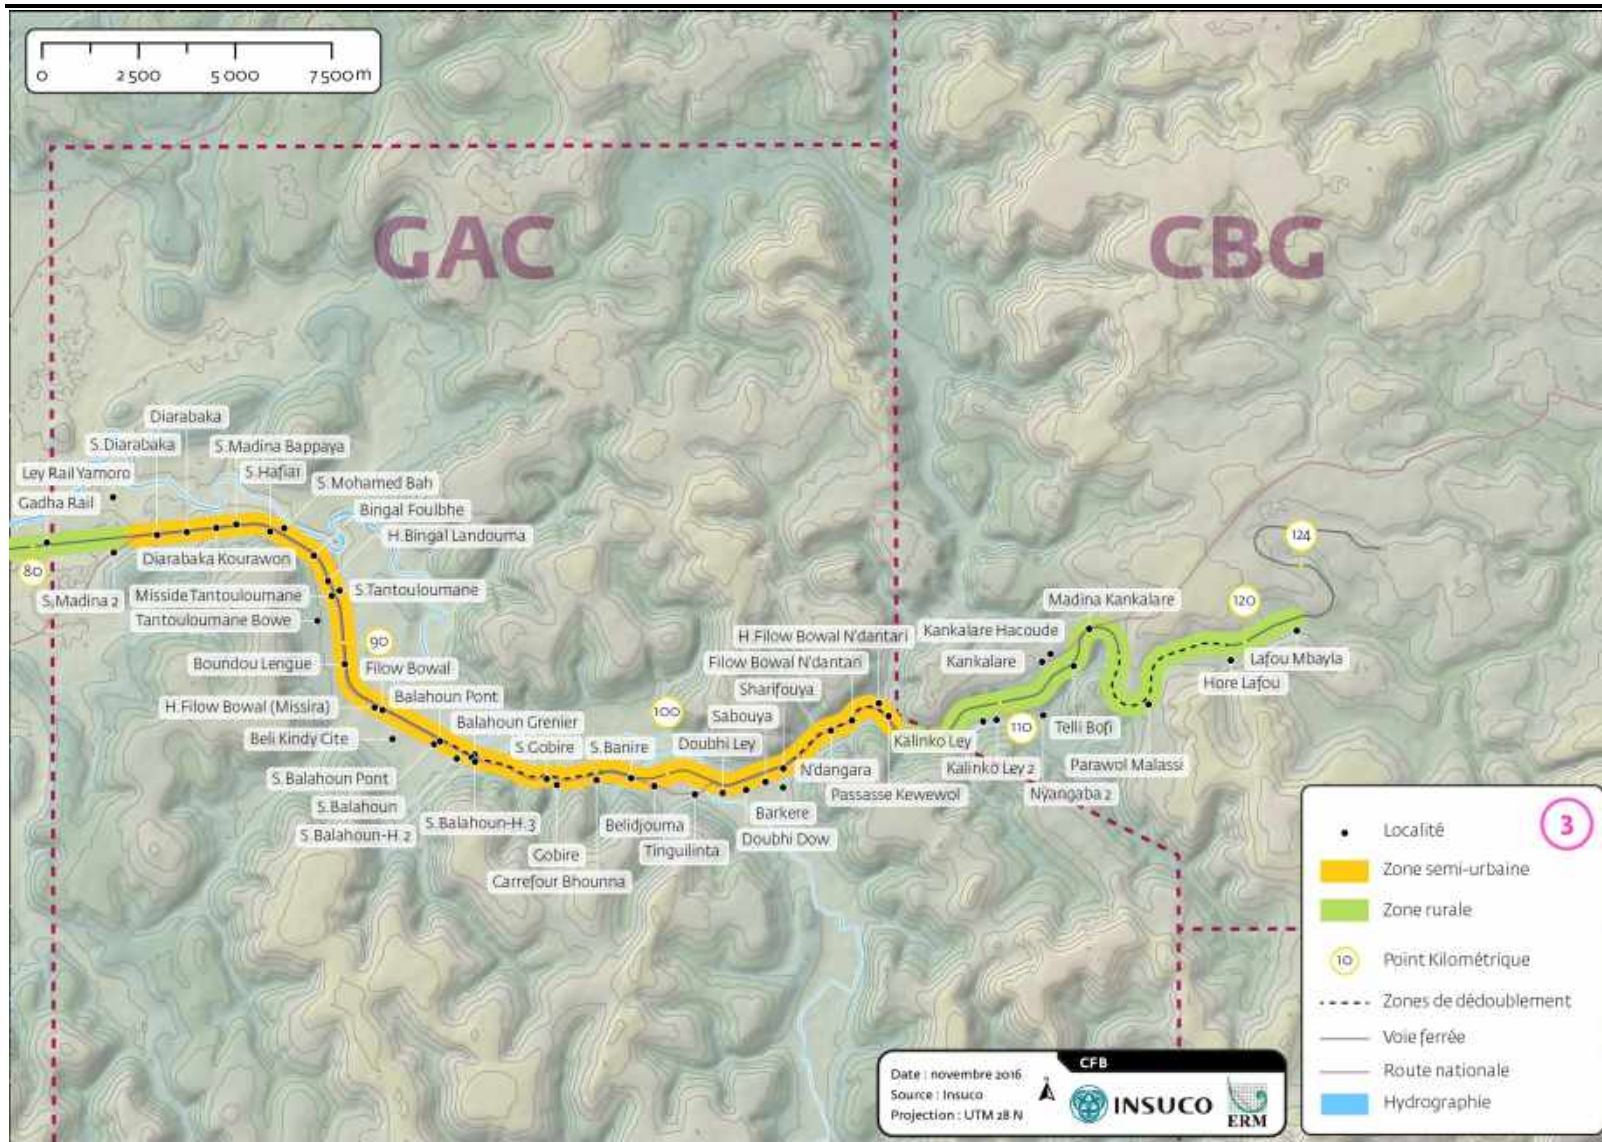 0 2 500 5 000 7 500m
GAC
CBG
Diarabaka
S.Diarabaka
S.Madina Bappaya
Ley Rail Yamoro
S.Hafia1
S.Mohamed Bah
Gadha Rail
Bingal Foulbhe
H.Bingal Landouma
Diarabaka Kourawon
80
S.Madina 2
Misside Tantouloumane
S.Tantouloumane
Tantouloumane Bowe
90
Boundou Lengue
Filow Bowal
H.Filow Bowal (Missira)
Balahoun Pont
Beli Kindy Cite
Balahoun Grenier
S.Balahoun Pont
S.Gobire
S.Banire
S.Balahoun
S.Balahoun-H.2
S.Balahoun-H.3
Gobire
Carrefour Bhounna
100
Belidjouma
Tinguilinta
Doubhi Ley
Sabouya
Sharifouya
Filow Bowal N'dantari
H.Filow Bowal N'dantari
Barkere
Doubhi Dow
N'dangara
Passasse Kewewol
Kalinko Ley
Kalinko Ley 2
110
Nyangaba 2
Telli Bofi
Parawol Malassi
Kankalare
Kankalare Hacoude
Madina Kankalare
120
124
Lafou Mbayla
Hore Lafou
3
Localité
Zone semi-urbaine
Zone rurale
10 Point Kilométrique
Zones de dédoublement
Voie ferrée
Route nationale
Hydrographie
CFB
Date : novembre 2016
Source : Insuco
Projection : UTM 28 N
INSUCO
ERM